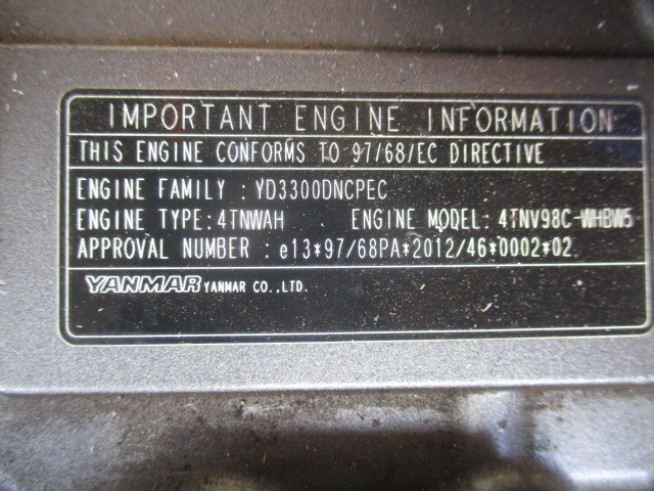 IMPORTANT ENGINE INFORMATION
THIS ENGINE CONFORMS TO 97/68/EC DIRECTIVE
ENGINE FAMILY : YD3300DNCPEC
ENGINE TYPE: 4TNWAH ENGINE MODEL: 4TNV98C-WHBW5
APPROVAL NUMBER : e13*97/68PA*2012/46*0002*02
YANMAR YANMAR CO.,LTD.